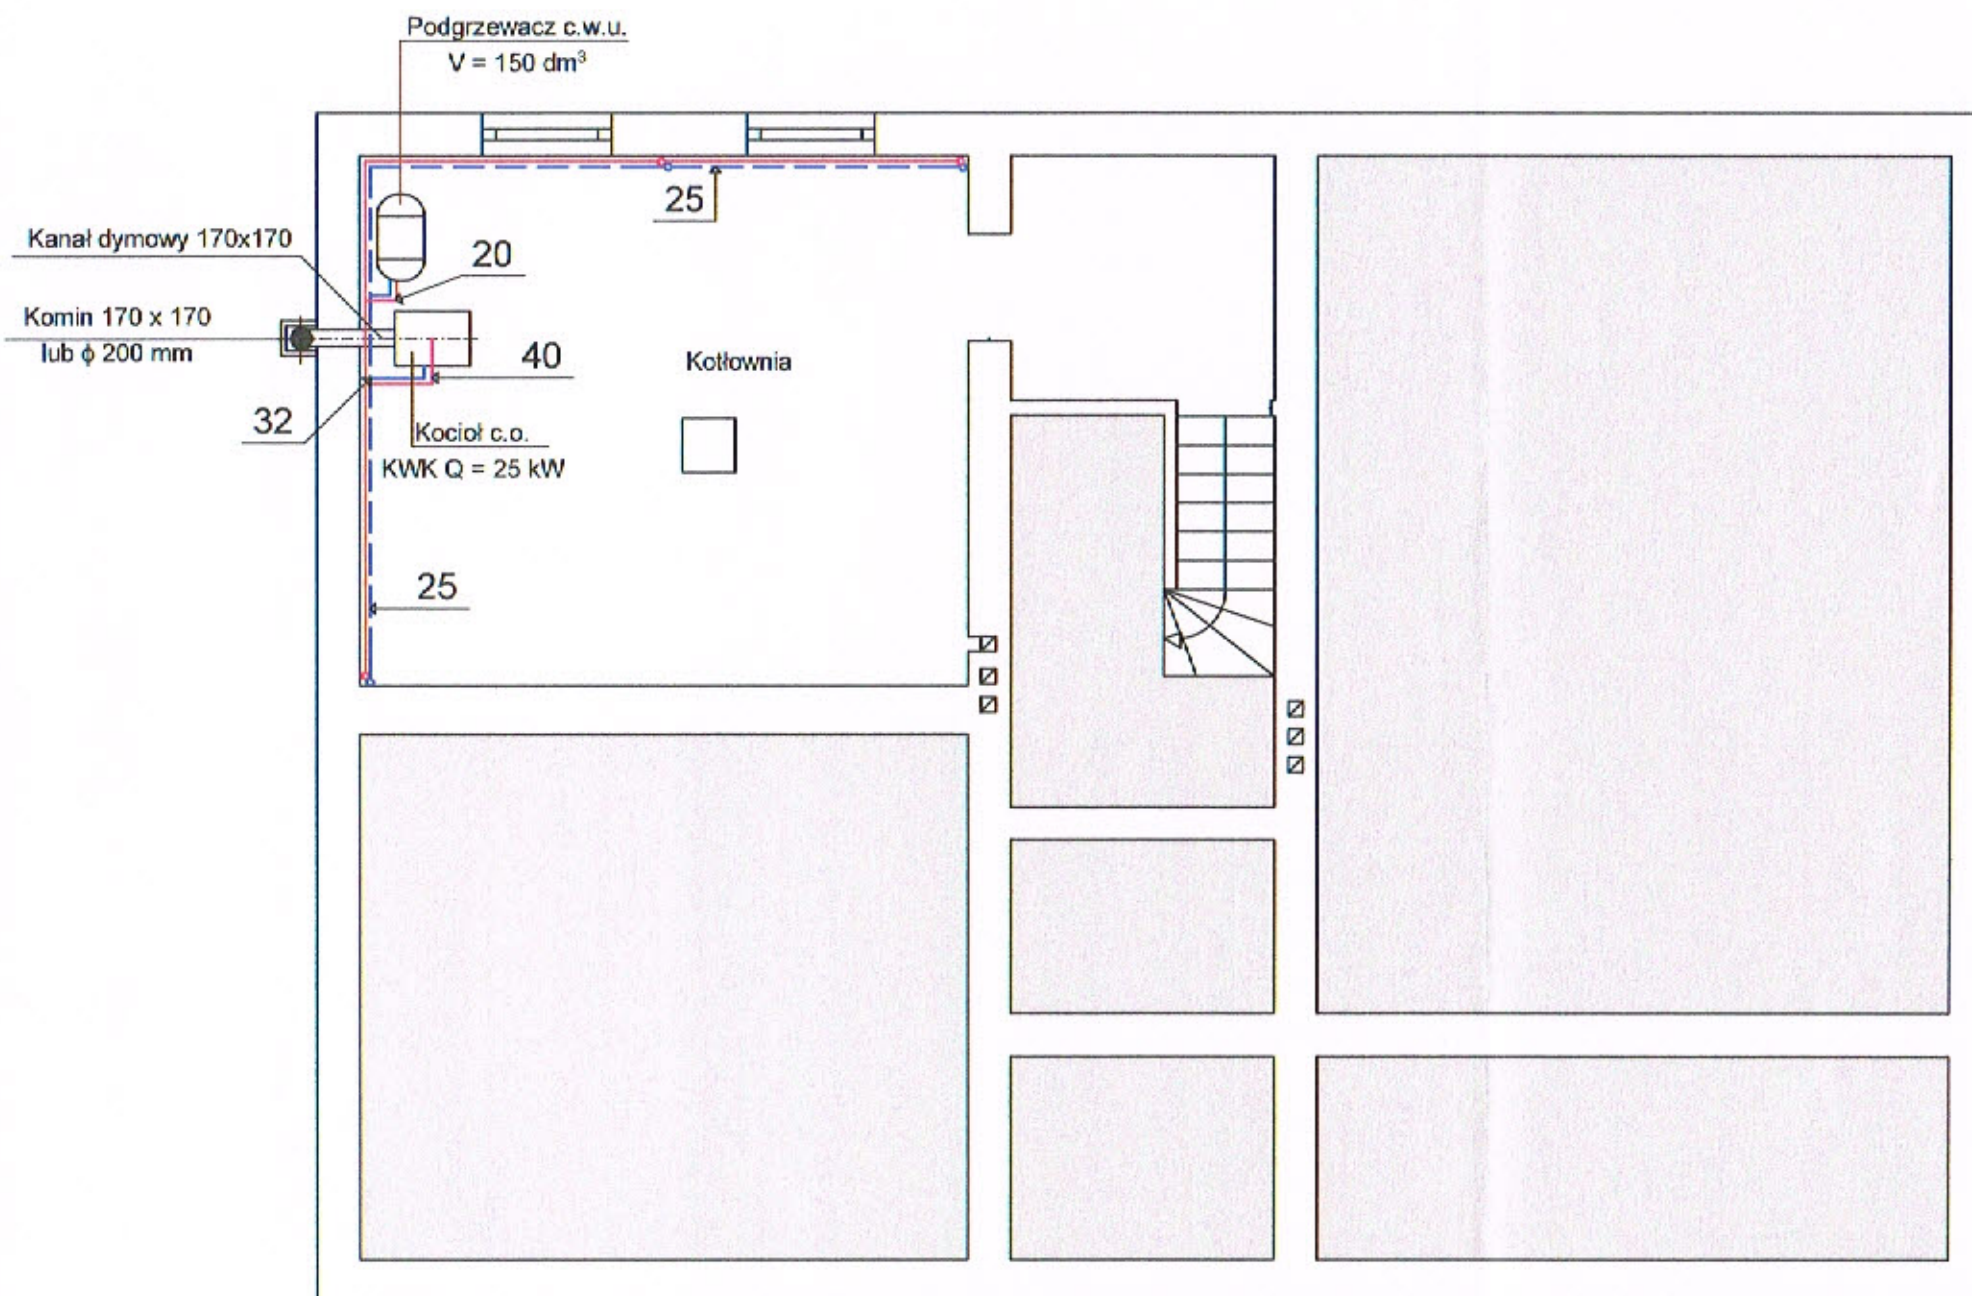 Podgrzewacz c.w.u.
V = 150 dm³
25
Kanał dymowy 170x170
20
Komin 170 x 170
lub ϕ 200 mm
40
Kotłownia
32
Kocioł c.o.
KWK Q = 25 kW
25